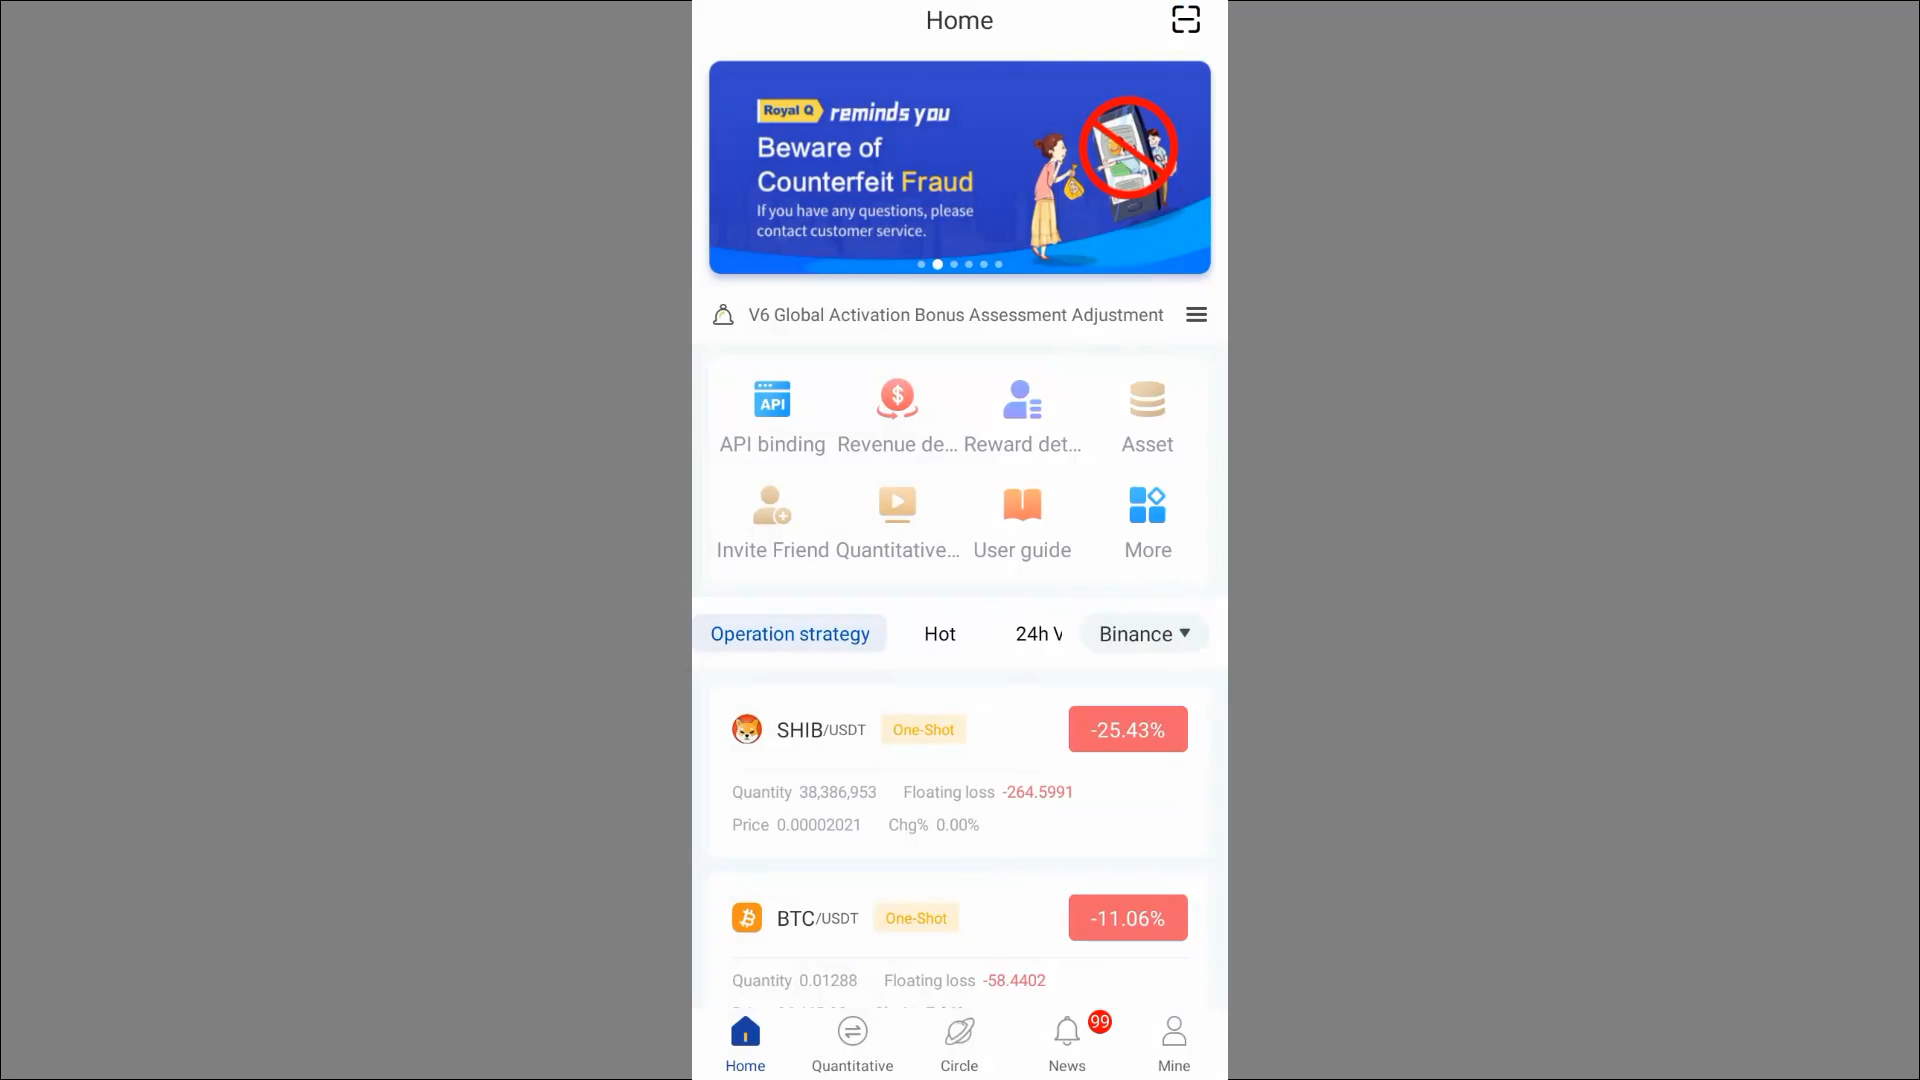 Home
Royal Q reminds you
Beware of
Counterfeit Fraud
If you have any questions, please
contact customer service.
V6 Global Activation Bonus Assessment Adjustment
API
API binding Revenue de... Reward det... Asset
Invite Friend Quantitative... User guide More
Operation strategy Hot 24h Binance
SHIB/USDT One-Shot -25.43%
Quantity 38,386,953 Floating loss -264.5991
Price 0.00002021 Chg% 0.00%
BTC/USDT One-Shot -11.06%
Quantity 0.01288 Floating loss -58.4402
99
Home Quantitative Circle News Mine